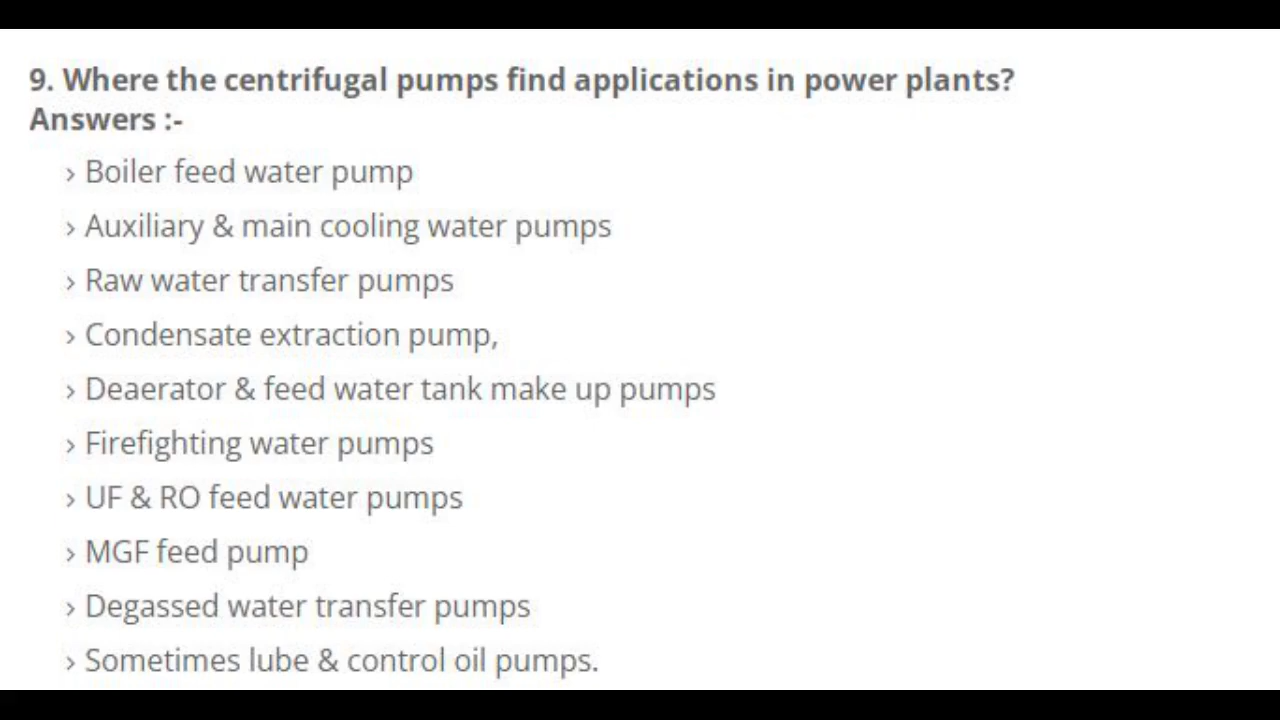 9. Where the centrifugal pumps find applications in power plants?
Answers :-
› Boiler feed water pump
› Auxiliary & main cooling water pumps
› Raw water transfer pumps
› Condensate extraction pump,
› Deaerator & feed water tank make up pumps
› Firefighting water pumps
› UF & RO feed water pumps
› MGF feed pump
› Degassed water transfer pumps
› Sometimes lube & control oil pumps.